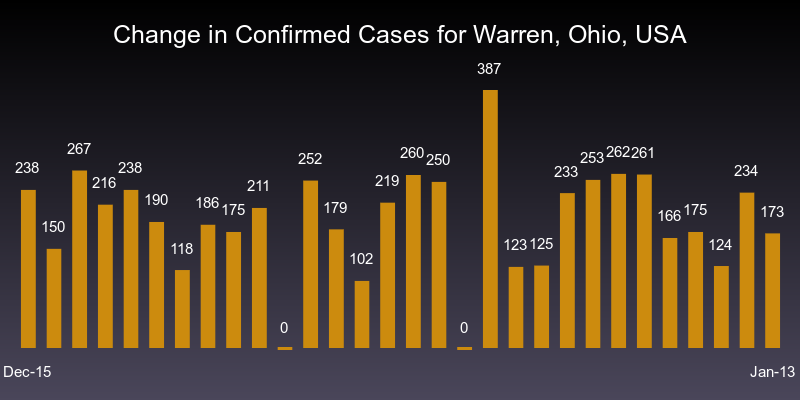 Change in Confirmed Cases for Warren, Ohio, USA
387
267
260 250 253 262 261
252
238 238 233 234
216 219
211
190 186 175 179 166 175 173
150
118 123 125 124
102
0 0
Dec-15 Jan-13